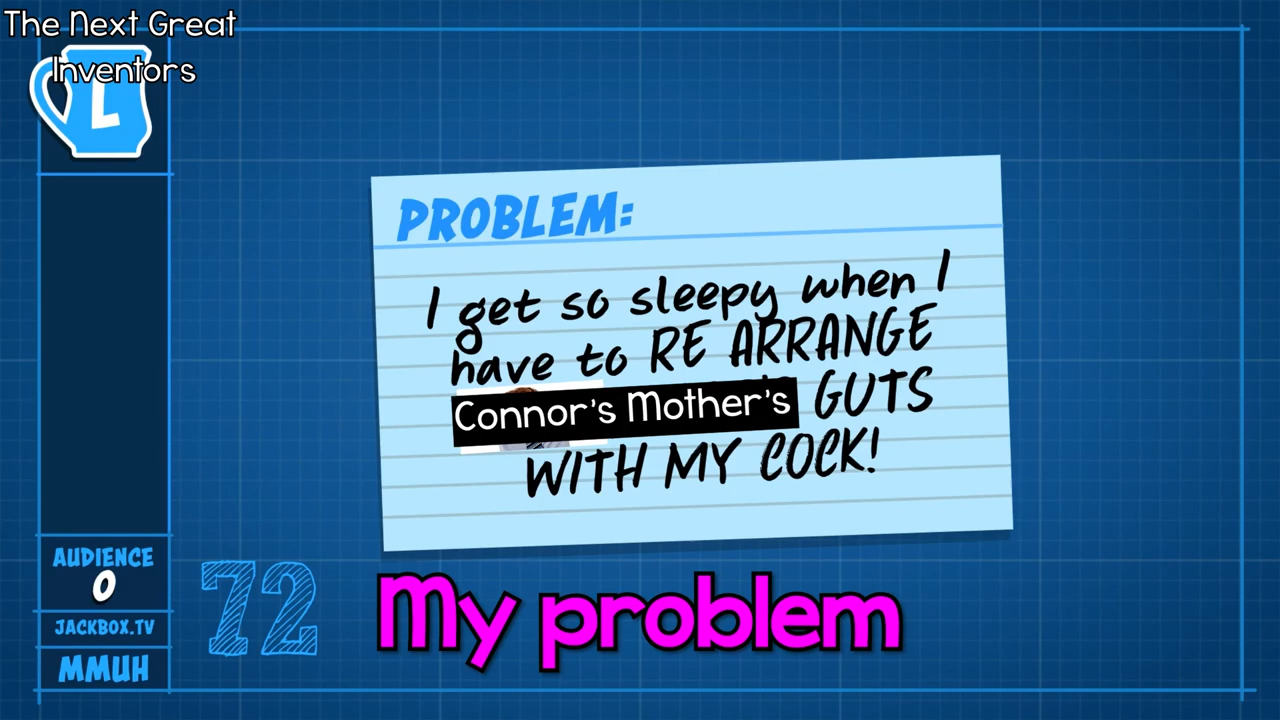 The Next Great
Inventors
L
PROBLEM:
I get so sleepy when I
have to RE ARRANGE
Connor's Mother's GUTS
WITH MY COCK!
AUDIENCE
0
JACKBOX.TV
MMUH
72
My problem